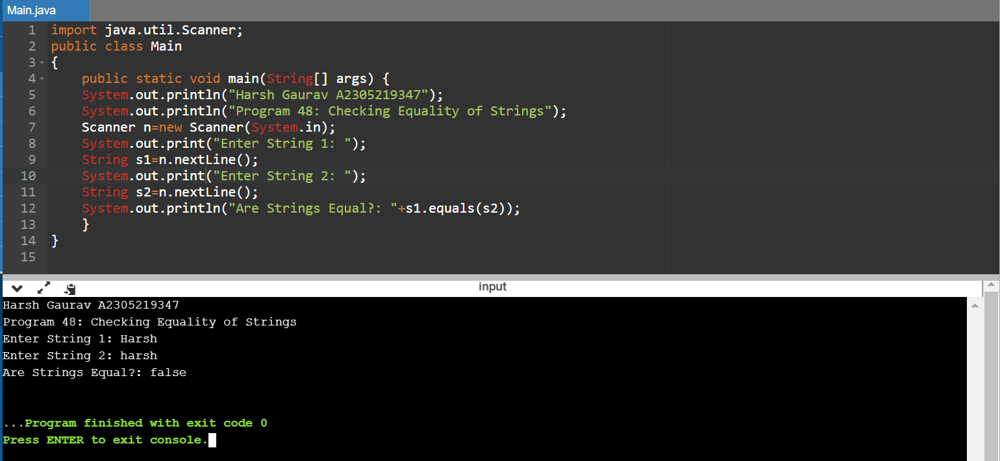 Main.java
1 import java.util.Scanner;
2 public class Main
3 {
4     public static void main(String[] args) {
5     System.out.println("Harsh Gaurav A2305219347");
6     System.out.println("Program 48: Checking Equality of Strings");
7     Scanner n=new Scanner(System.in);
8     System.out.print("Enter String 1: ");
9     String s1=n.nextLine();
10     System.out.print("Enter String 2: ");
11     String s2=n.nextLine();
12     System.out.println("Are Strings Equal?: "+s1.equals(s2));
13     }
14 }
15
input
Harsh Gaurav A2305219347
Program 48: Checking Equality of Strings
Enter String 1: Harsh
Enter String 2: harsh
Are Strings Equal?: false
...Program finished with exit code 0
Press ENTER to exit console.